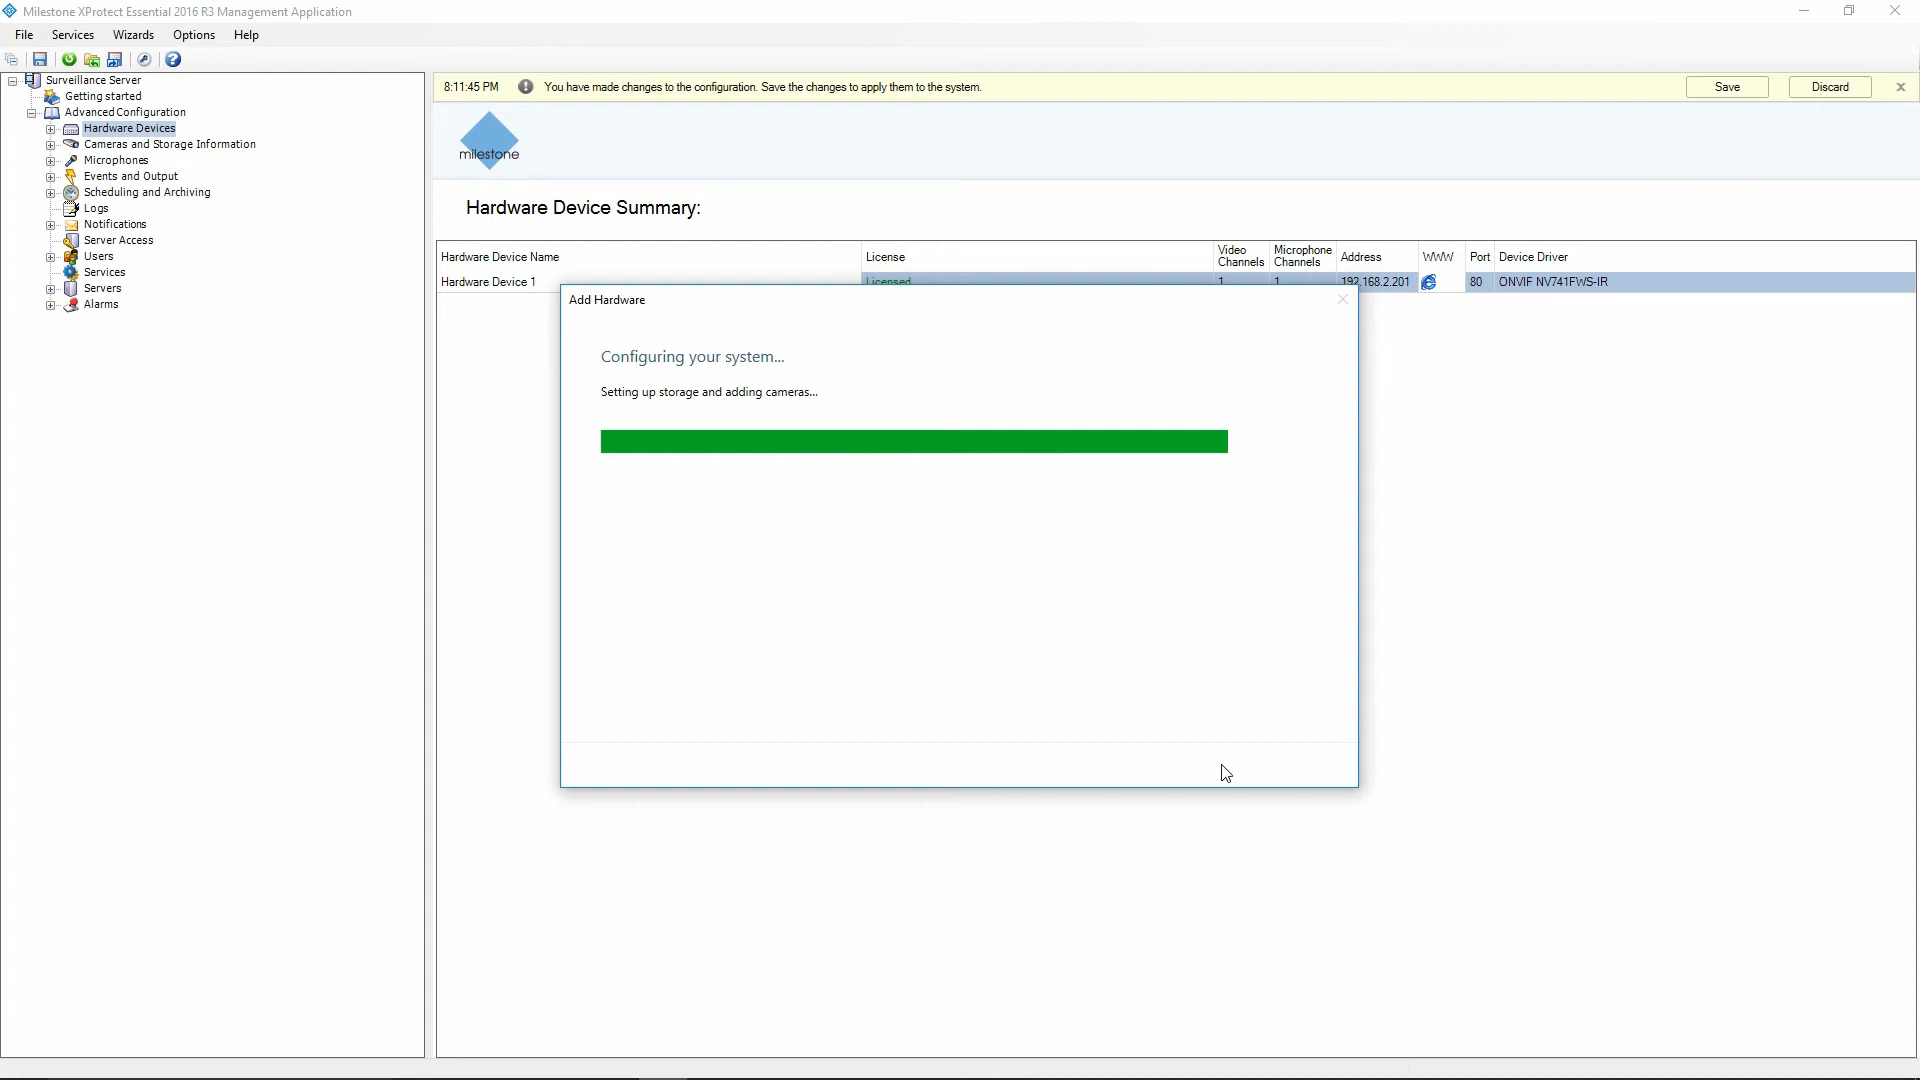 Milestone XProtect Essential 2016 R3 Management Application
File Services Wizards Options Help
Surveillance Server
Getting started
Advanced Configuration
Hardware Devices
Cameras and Storage Information
Microphones
Events and Output
Scheduling and Archiving
Logs
Notifications
Server Access
Users
Services
Servers
Alarms
8:11:45 PM You have made changes to the configuration. Save the changes to apply them to the system. Save Discard
milestone
Hardware Device Summary:
Hardware Device Name License Video Channels Microphone Channels Address WWW Port Device Driver
Hardware Device 1 Licensed 1 1 192.168.2.201 80 ONVIF NV741FWS-IR
Add Hardware
Configuring your system...
Setting up storage and adding cameras...